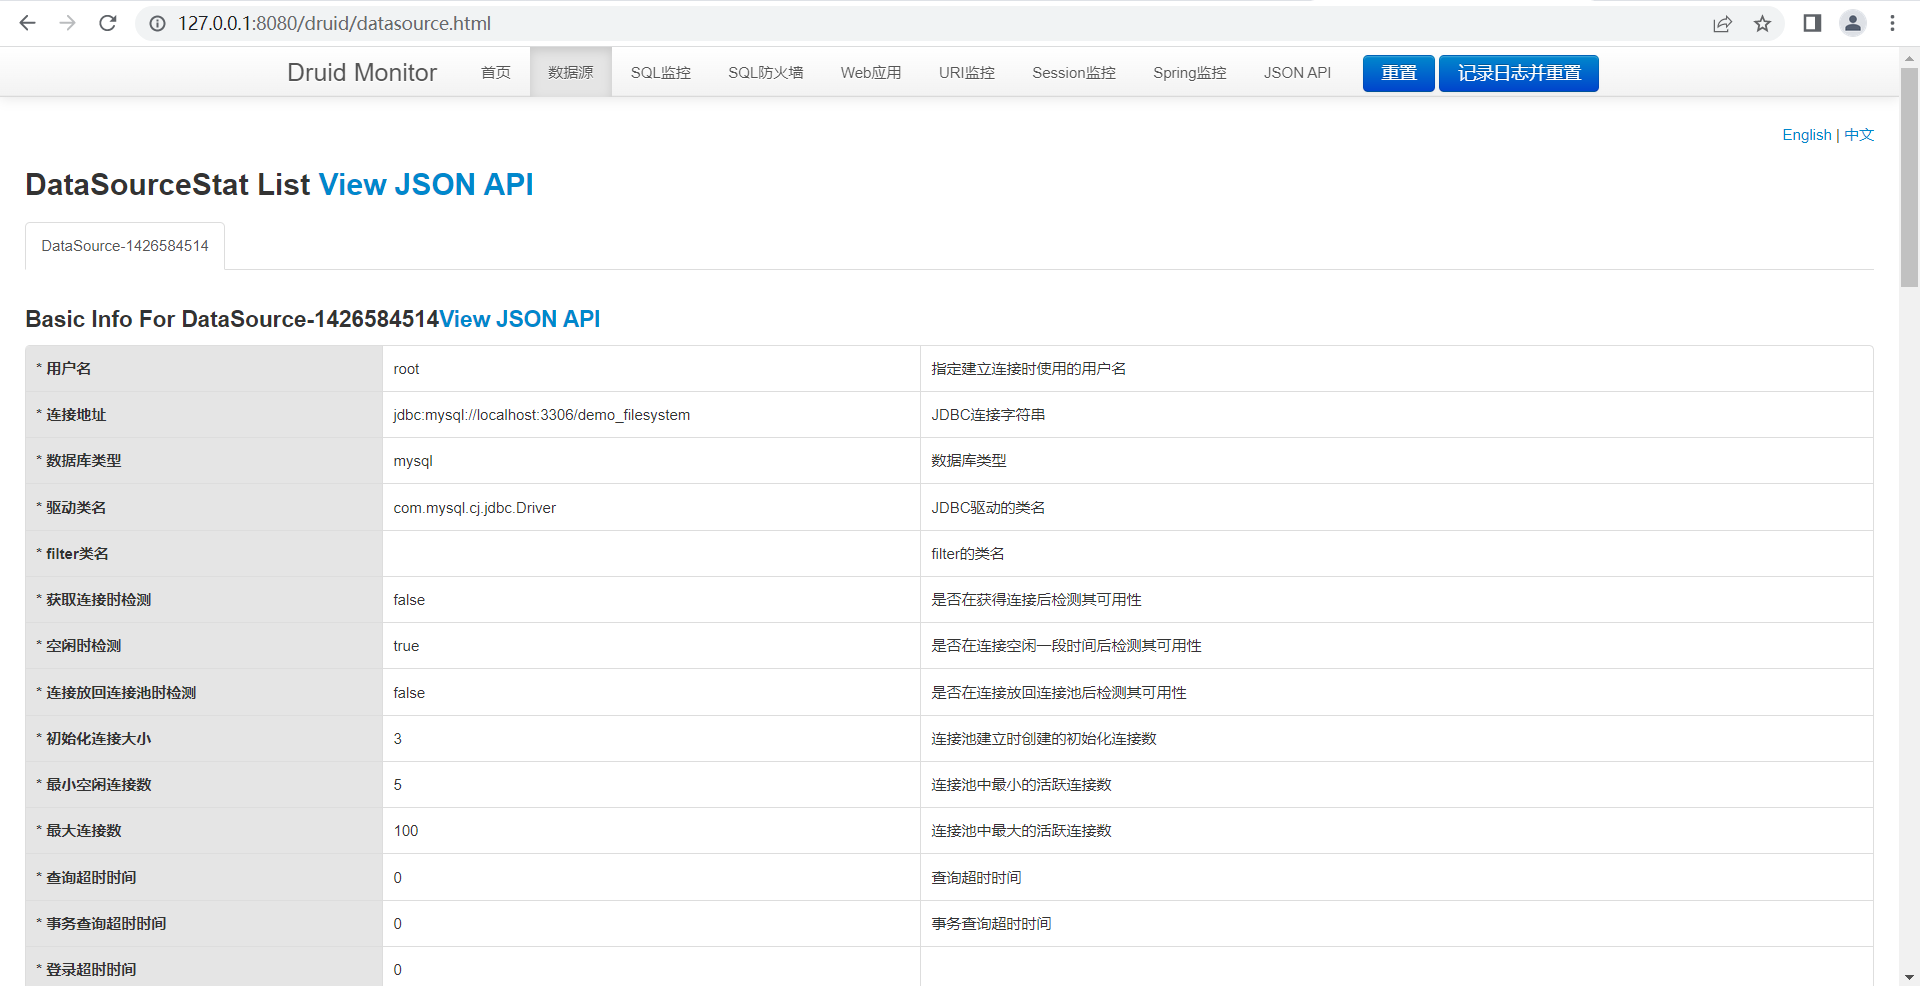 127.0.0.1:8080/druid/datasource.html
Druid Monitor 首页 数据源 SQL监控 SQL防火墙 Web应用 URI监控 Session监控 Spring监控 JSON API 重置 记录日志并重置
English | 中文
DataSourceStat List View JSON API
DataSource-1426584514
Basic Info For DataSource-1426584514View JSON API
* 用户名 root 指定建立连接时使用的用户名
* 连接地址 jdbc:mysql://localhost:3306/demo_filesystem JDBC连接字符串
* 数据库类型 mysql 数据库类型
* 驱动类名 com.mysql.cj.jdbc.Driver JDBC驱动的类名
* filter类名 filter的类名
* 获取连接时检测 false 是否在获得连接后检测其可用性
* 空闲时检测 true 是否在连接空闲一段时间后检测其可用性
* 连接放回连接池时检测 false 是否在连接放回连接池后检测其可用性
* 初始化连接大小 3 连接池建立时创建的初始化连接数
* 最小空闲连接数 5 连接池中最小的活跃连接数
* 最大连接数 100 连接池中最大的活跃连接数
* 查询超时时间 0 查询超时时间
* 事务查询超时时间 0 事务查询超时时间
* 登录超时时间 0